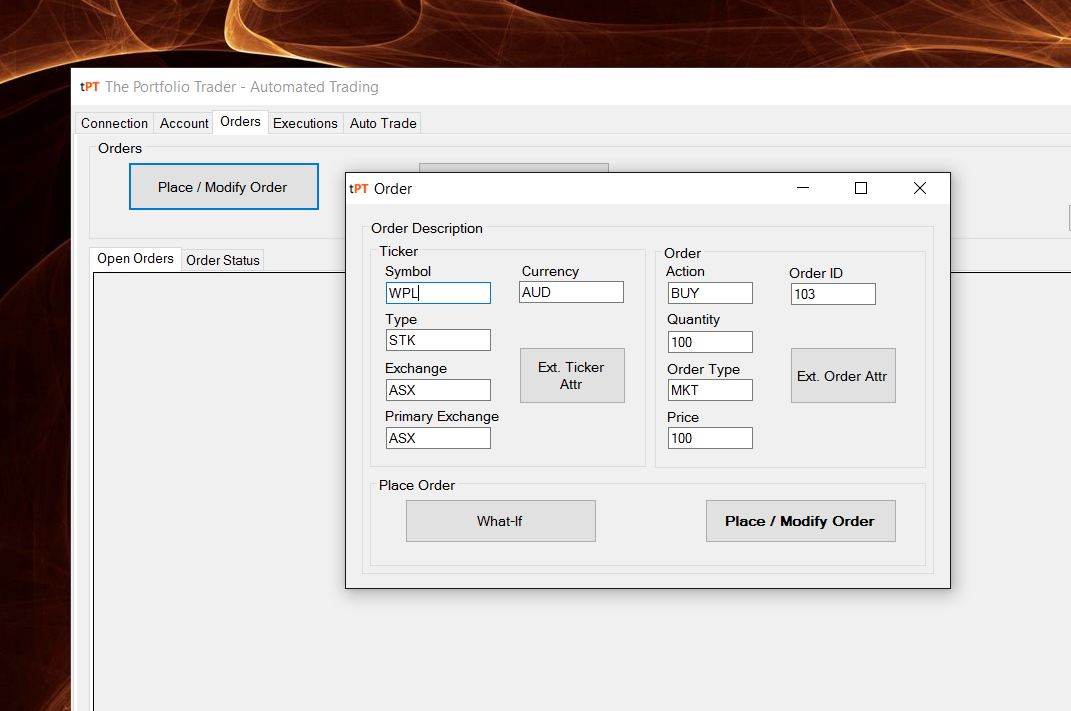 tPT The Portfolio Trader - Automated Trading
Connection Account Orders Executions Auto Trade
Orders
Place / Modify Order
Open Orders Order Status
tPT Order
Order Description
Ticker
Symbol
WPL
Currency
AUD
Type
STK
Exchange
ASX
Primary Exchange
ASX
Ext. Ticker
Attr
Order
Action
BUY
Order ID
103
Quantity
100
Order Type
MKT
Price
100
Ext. Order Attr
Place Order
What-If
Place / Modify Order